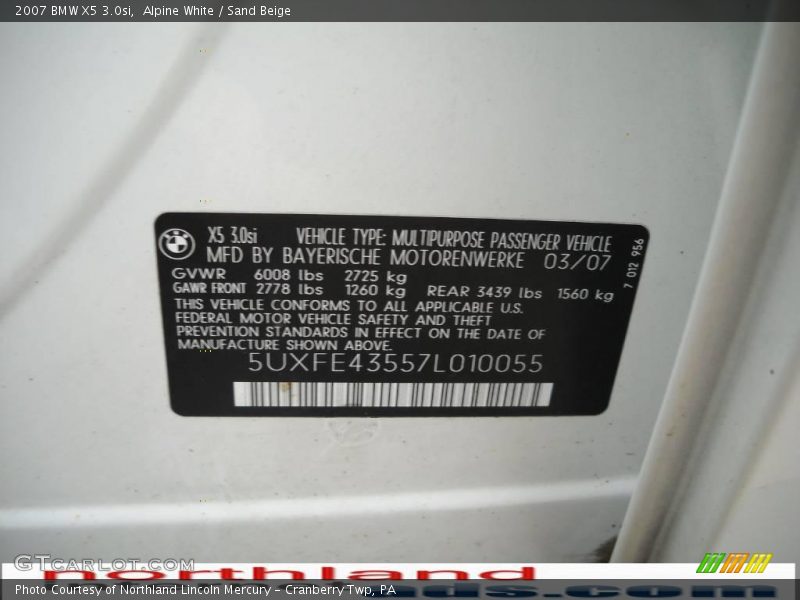 2007 BMW X5 3.0si,  Alpine White / Sand Beige
X5 3.0si VEHICLE TYPE: MULTIPURPOSE PASSENGER VEHICLE
MFD BY BAYERISCHE MOTORENWERKE 03/07
GVWR 6008 lbs 2725 kg
GAWR FRONT 2778 lbs 1260 kg REAR 3439 lbs 1560 kg
THIS VEHICLE CONFORMS TO ALL APPLICABLE U.S.
FEDERAL MOTOR VEHICLE SAFETY AND THEFT
PREVENTION STANDARDS IN EFFECT ON THE DATE OF
MANUFACTURE SHOWN ABOVE.
5UXFE43557L010055
7 012 956
GTcarlot.com
northland
Photo Courtesy of Northland Lincoln Mercury - Cranberry Twp, PA